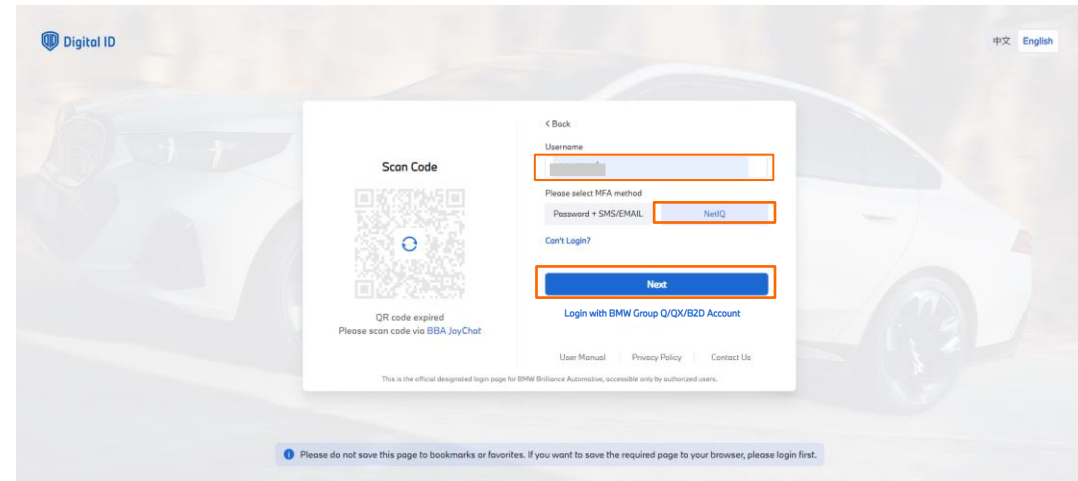 Digital ID
中文 English
< Back
Username
Scan Code
Please select MFA method
Password + SMS/EMAIL NetIQ
Can't Login?
Next
Login with BMW Group Q/QX/B2D Account
QR code expired
Please scan code via BBA JoyChat
User Manual Privacy Policy Contact Us
This is the official designated login page for BMW Brilliance Automotive, accessible only by authorized users.
Please do not save this page to bookmarks or favorites. If you want to save the required page to your browser, please login first.